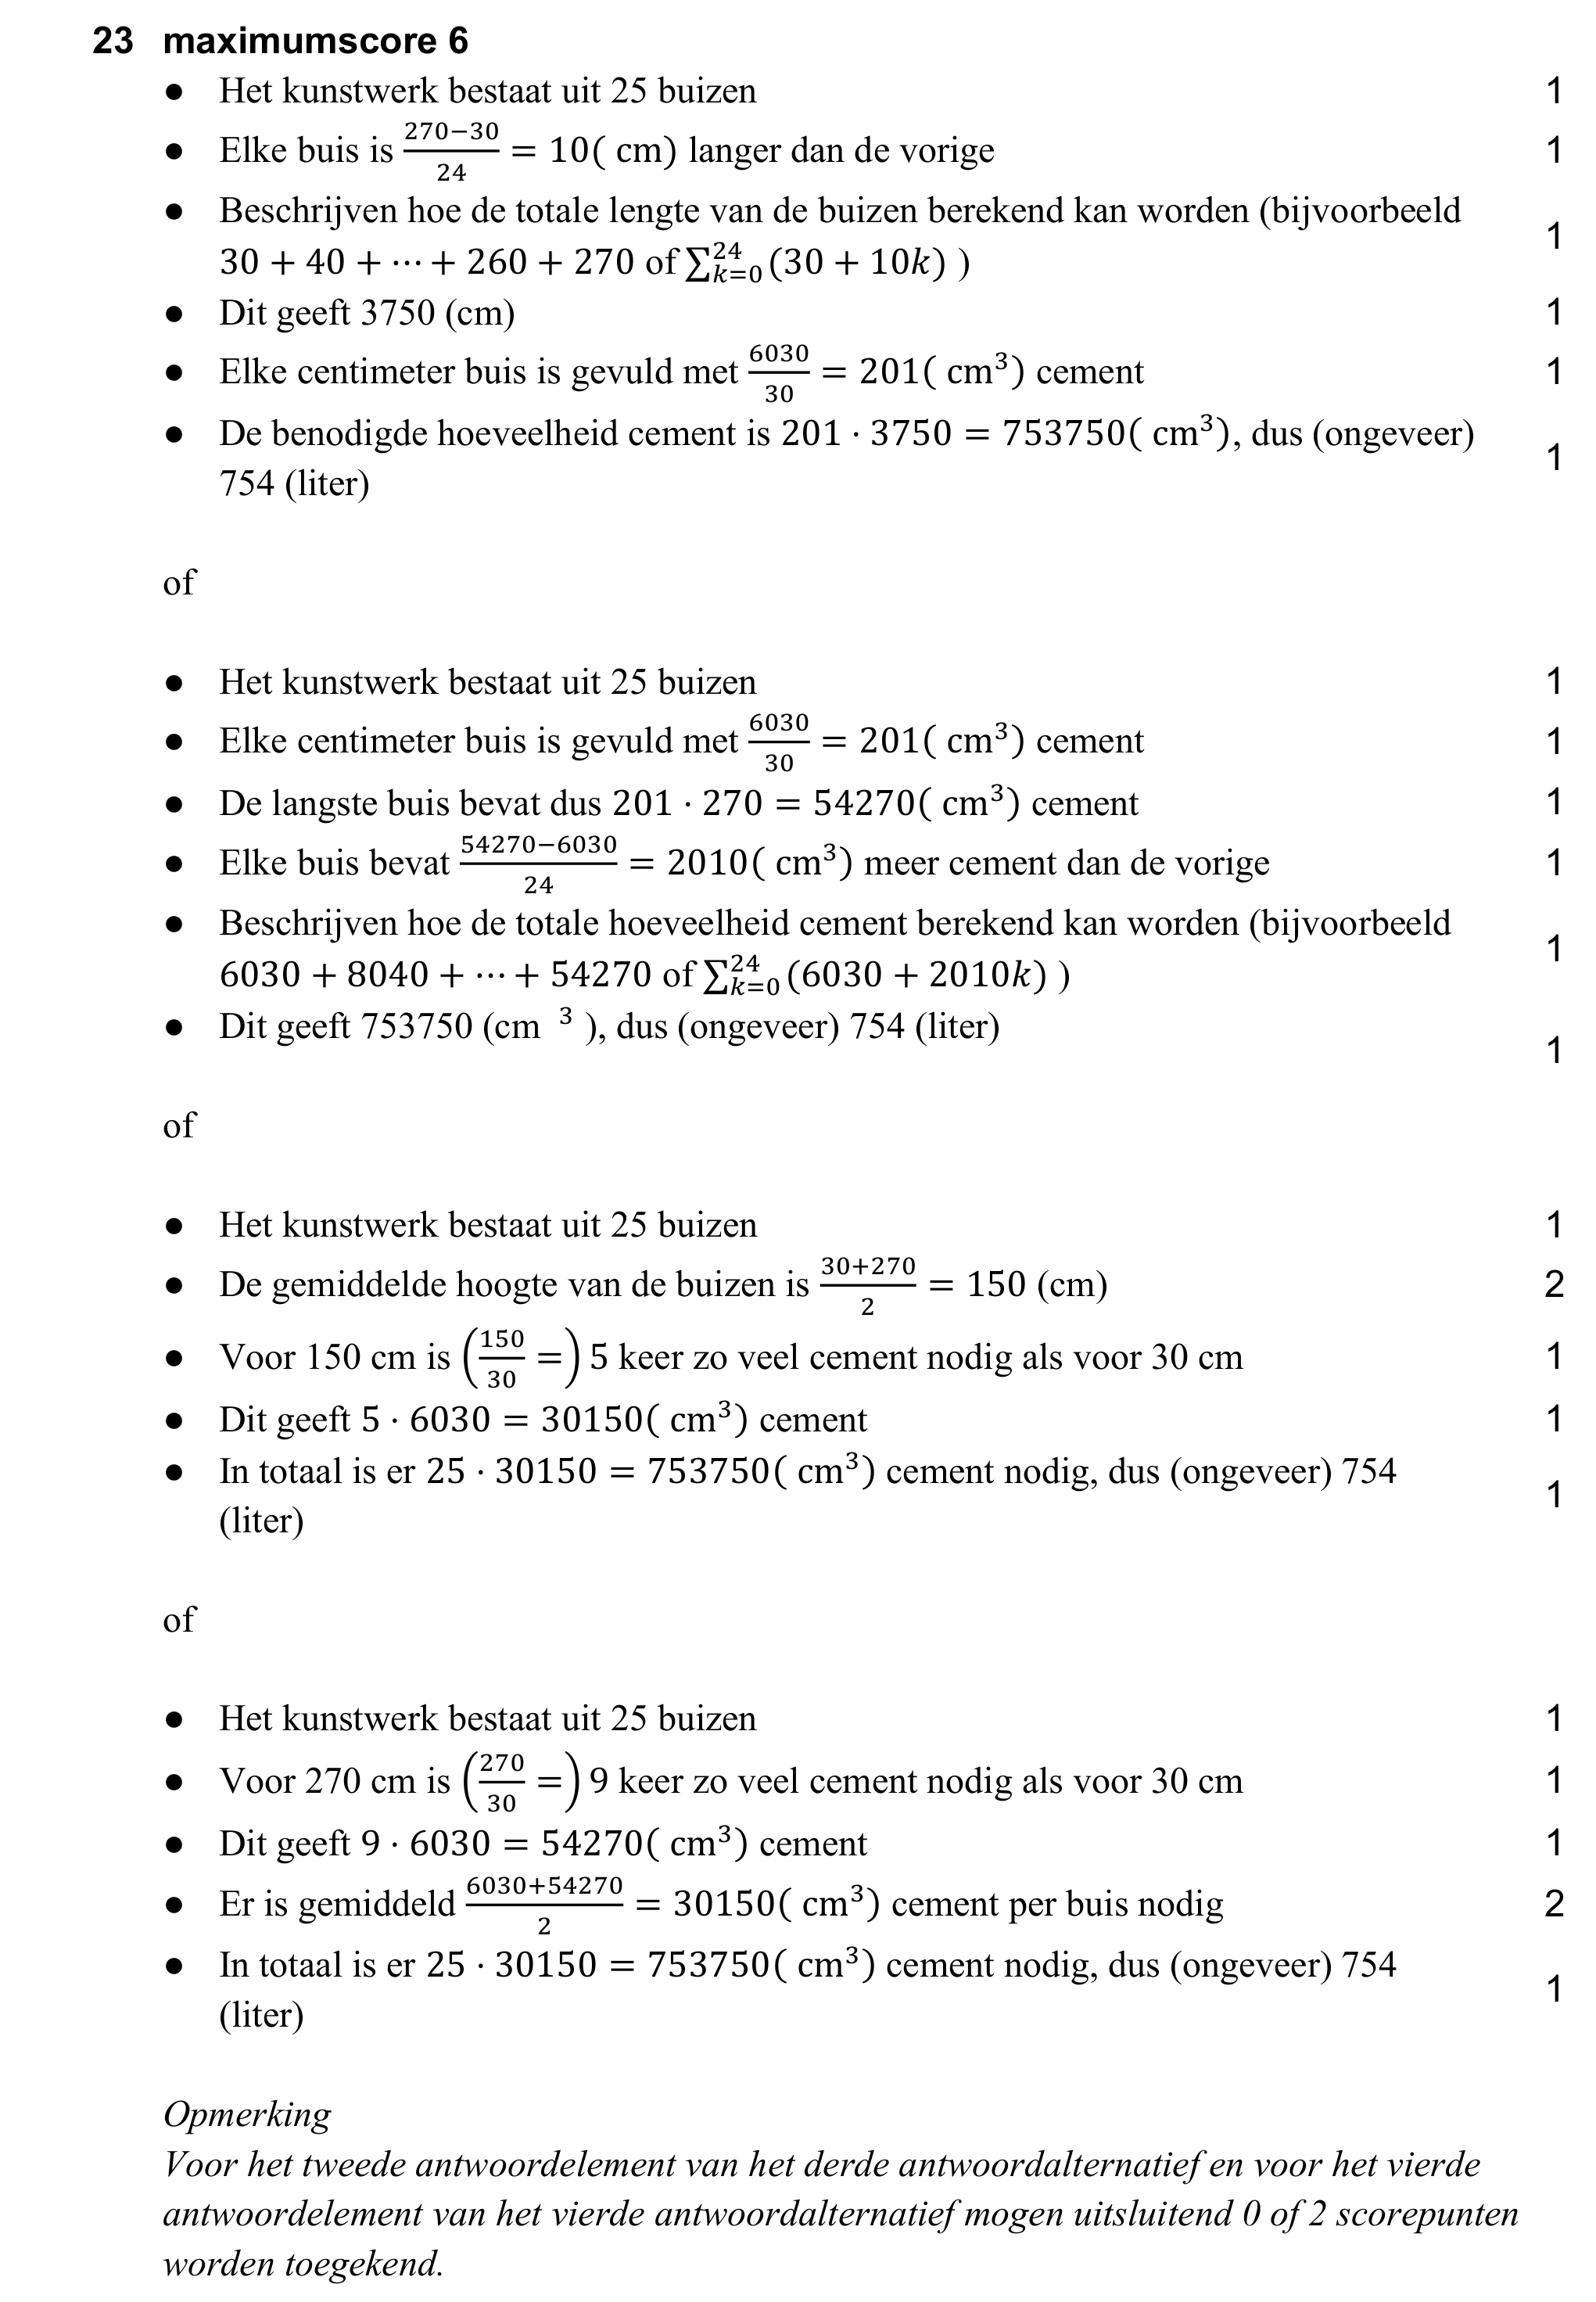 23 maximumscore 6
● Het kunstwerk bestaat uit 25 buizen 1
● Elke buis is \frac{270−30}{24} = 10( cm) langer dan de vorige 1
● Beschrijven hoe de totale lengte van de buizen berekend kan worden (bijvoorbeeld
30 + 40 + ⋯ + 260 + 270 of \sum_{k=0}^{24}(30 + 10k) ) 1
● Dit geeft 3750 (cm) 1
● Elke centimeter buis is gevuld met \frac{6030}{30} = 201( cm³) cement 1
● De benodigde hoeveelheid cement is 201 · 3750 = 753750( cm³), dus (ongeveer)
754 (liter) 1
of
● Het kunstwerk bestaat uit 25 buizen 1
● Elke centimeter buis is gevuld met \frac{6030}{30} = 201( cm³) cement 1
● De langste buis bevat dus 201 · 270 = 54270( cm³) cement 1
● Elke buis bevat \frac{54270−6030}{24} = 2010( cm³) meer cement dan de vorige 1
● Beschrijven hoe de totale hoeveelheid cement berekend kan worden (bijvoorbeeld
6030 + 8040 + ⋯ + 54270 of \sum_{k=0}^{24}(6030 + 2010k) ) 1
● Dit geeft 753750 (cm ³ ), dus (ongeveer) 754 (liter) 1
of
● Het kunstwerk bestaat uit 25 buizen 1
● De gemiddelde hoogte van de buizen is \frac{30+270}{2} = 150 (cm) 2
● Voor 150 cm is (\frac{150}{30} =) 5 keer zo veel cement nodig als voor 30 cm 1
● Dit geeft 5 · 6030 = 30150( cm³) cement 1
● In totaal is er 25 · 30150 = 753750( cm³) cement nodig, dus (ongeveer) 754
(liter) 1
of
● Het kunstwerk bestaat uit 25 buizen 1
● Voor 270 cm is (\frac{270}{30} =) 9 keer zo veel cement nodig als voor 30 cm 1
● Dit geeft 9 · 6030 = 54270( cm³) cement 1
● Er is gemiddeld \frac{6030+54270}{2} = 30150( cm³) cement per buis nodig 2
● In totaal is er 25 · 30150 = 753750( cm³) cement nodig, dus (ongeveer) 754
(liter) 1
Opmerking
Voor het tweede antwoordelement van het derde antwoordalternatief en voor het vierde
antwoordelement van het vierde antwoordalternatief mogen uitsluitend 0 of 2 scorepunten
worden toegekend.